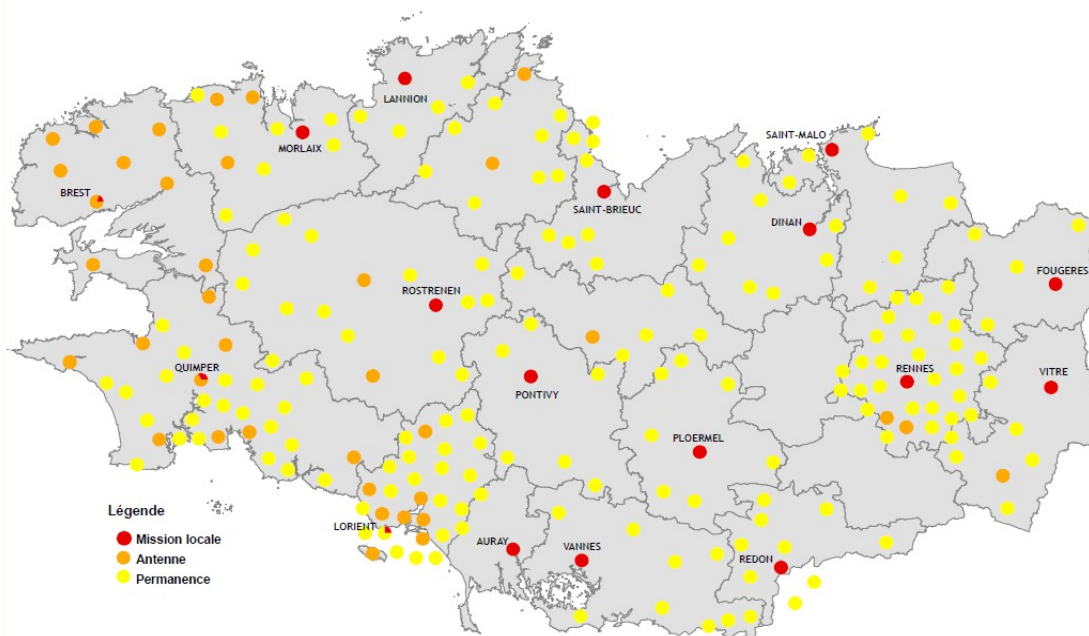 LANNION
MORLAIX
SAINT-MALO
BREST
SAINT-BRIEUC
DINAN
ROSTRENEN
FOUGERES
QUIMPER
PONTIVY
RENNES
VITRE
PLOERMEL
LORIENT
AURAY
VANNES
REDON
Légende
Mission locale
Antenne
Permanence